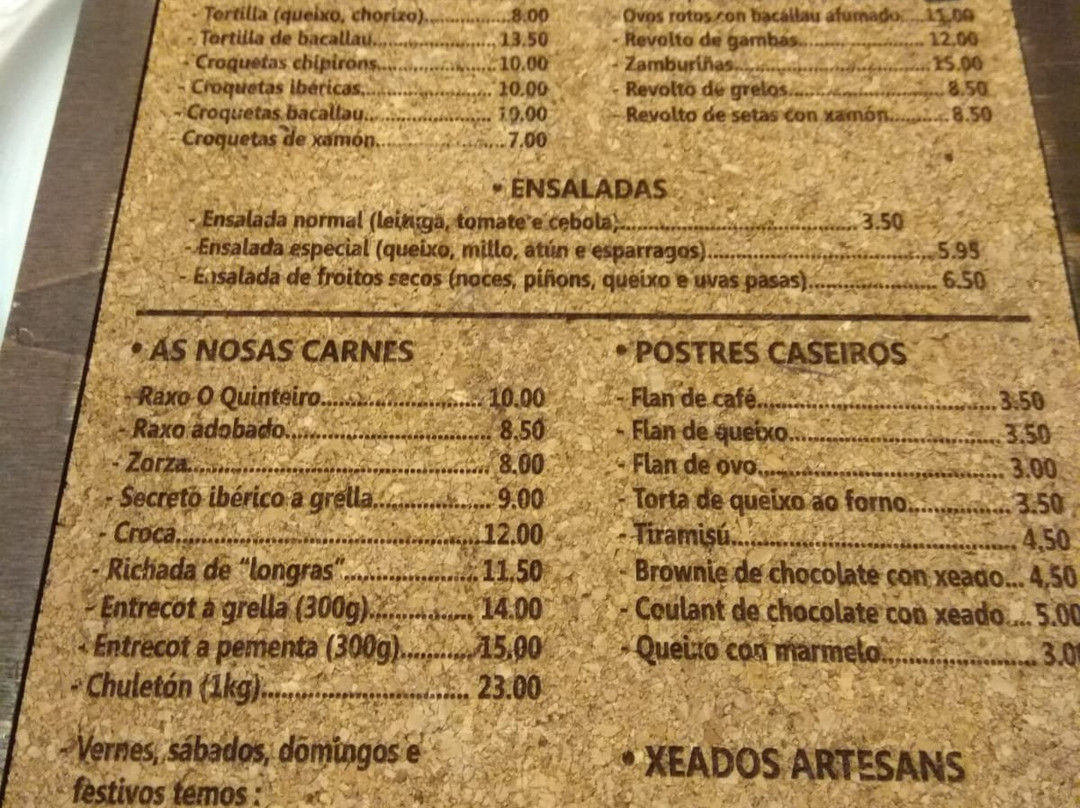 - Tortilla (queixo, chorizo)..................8.00
- Tortilla de bacallau.......................... 13.50
- Croquetas chipirons.........................10.00
- Croquetas ibéricas............................ 10.00
- Croquetas bacallau........................... 10.00
Croquetas de xamón..........................7.00
- Ovos rotos con bacallau afumado.....11.00
- Revolto de gambas........................... 12.00
- Zamburiñas.......................................15.00
- Revolto de grelos...............................8.50
- Revolto de setas con xamón............8.50
• ENSALADAS
- Ensalada normal (leituga, tomate e cebola)................................................3.50
- Ensalada especial (queixo, millo, atún e esparragos)..............................5.95
- Ensalada de froitos secos (noces, piñons, queixo e uvas pasas)................. 6.50
• AS NOSAS CARNES
- Raxo O Quinteiro......................... 10.00
- Raxo adobado............................... 8.50
- Zorza.............................................. 8.00
- Secreto ibérico a grella................. 9.00
- Croca..............................................12.00
- Richada de "longras"....................11.50
- Entrecot a grella (300g)............... 14.00
- Entrecot a pementa (300g)...........15.00
- Chuletón (1kg)............................... 23.00
- Vernes, sábados, domingos e
festivos temos :
• POSTRES CASEIROS
- Flan de café....................................3.50
- Flan de queixo................................ 3.50
- Flan de ovo..................................... 3.00
- Torta de queixo ao forno.................3.50
- Tiramisú.......................................... 4,50
- Brownie de chocolate con xeado... 4,50
- Coulant de chocolate con xeado.... 5.00
- Queixo con marmelo.......................
• XEADOS ARTESANS